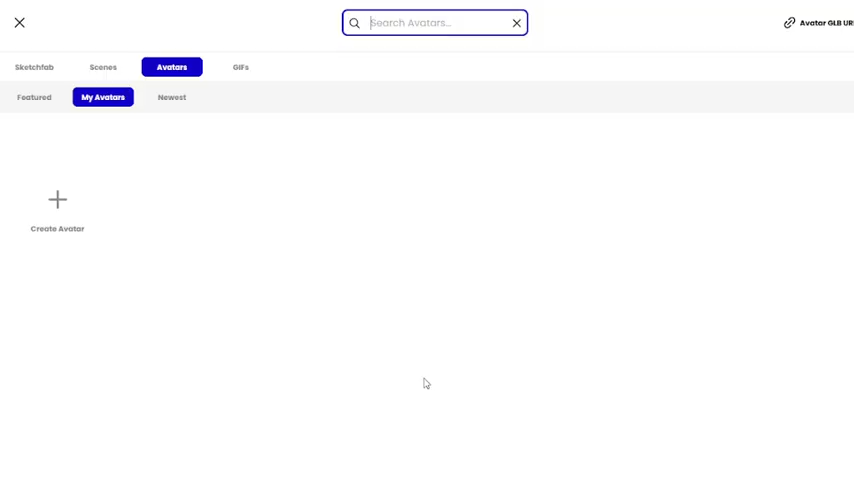 Search Avatars...
Avatar GLB UR
Sketchfab
Scenes
Avatars
GIFs
Featured
My Avatars
Newest
Create Avatar